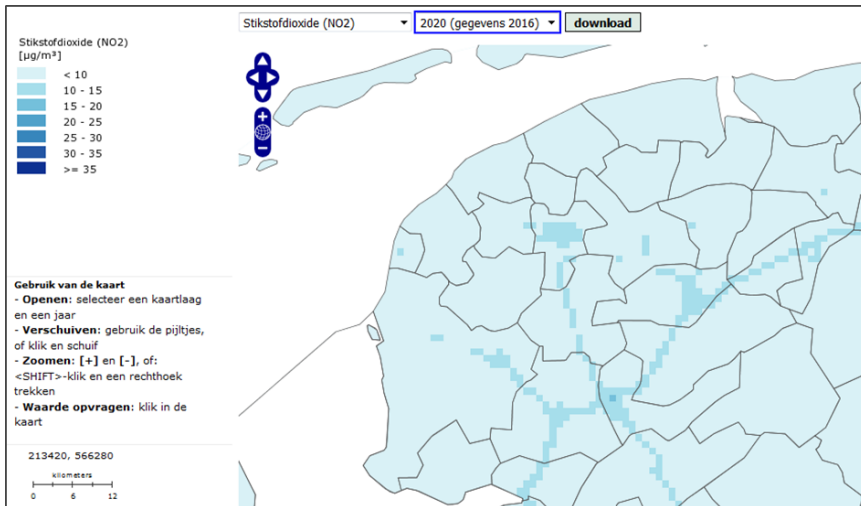 Stikstofdioxide (NO2)
2020 (gegevens 2016)
download
Stikstofdioxide (NO2)
[µg/m³]
< 10
10 - 15
15 - 20
20 - 25
25 - 30
30 - 35
>= 35
Gebruik van de kaart
- Openen: selecteer een kaartlaag
en een jaar
- Verschuiven: gebruik de pijltjes,
of klik en schuif
- Zoomen: [+] en [-], of:
<SHIFT>-klik en een rechthoek
trekken
- Waarde opvragen: klik in de
kaart
213420, 566280
kilometers
0 6 12